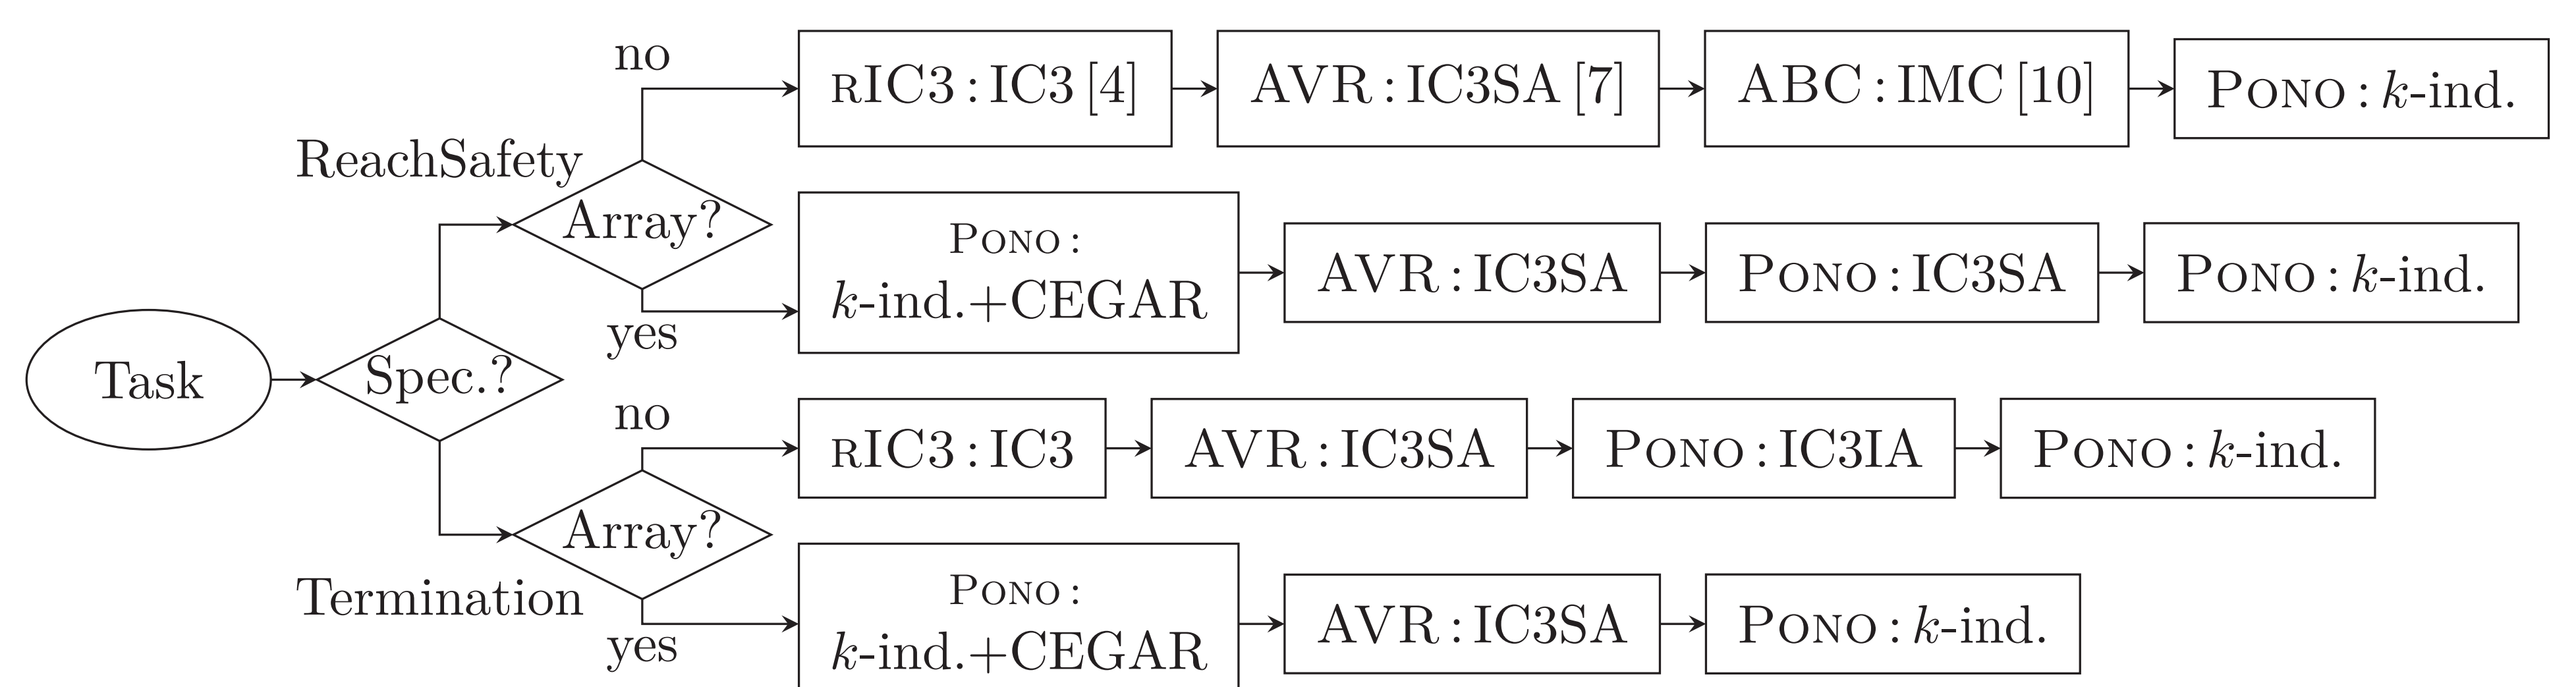 Task
Spec.?
ReachSafety
Array?
no
rIC3 : IC3 [4]
AVR : IC3SA [7]
ABC : IMC [10]
Pono : k-ind.
yes
Pono :
k-ind.+CEGAR
AVR : IC3SA
Pono : IC3SA
Pono : k-ind.
Termination
Array?
no
rIC3 : IC3
AVR : IC3SA
Pono : IC3IA
Pono : k-ind.
yes
Pono :
k-ind.+CEGAR
AVR : IC3SA
Pono : k-ind.